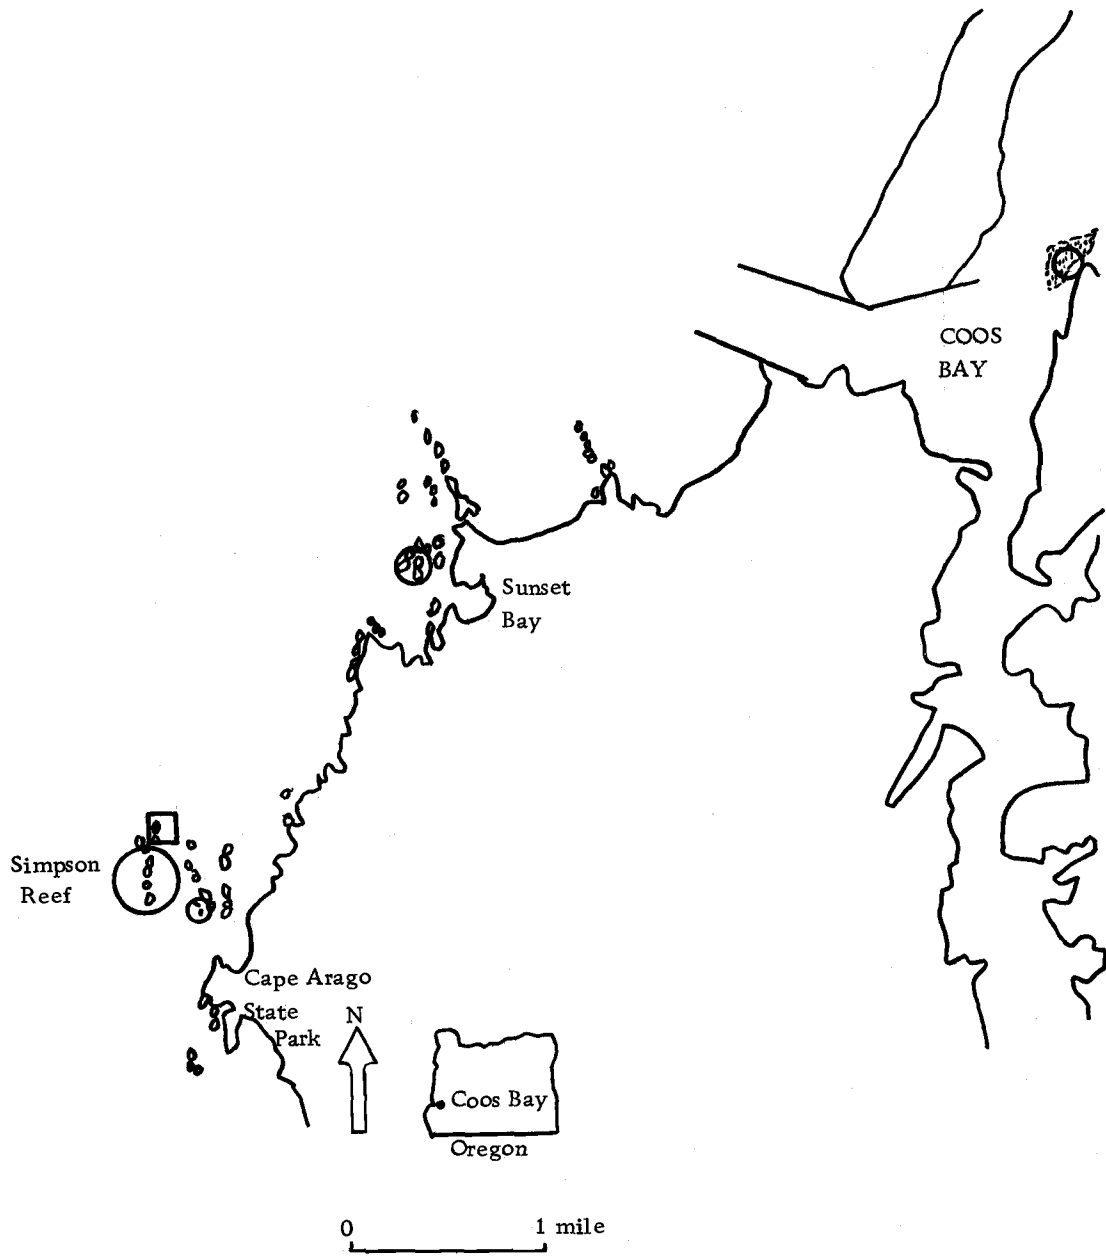 COOS
BAY
Sunset
Bay
Simpson
Reef
Cape Arago
State
Park
N
Coos Bay
Oregon
0 1 mile